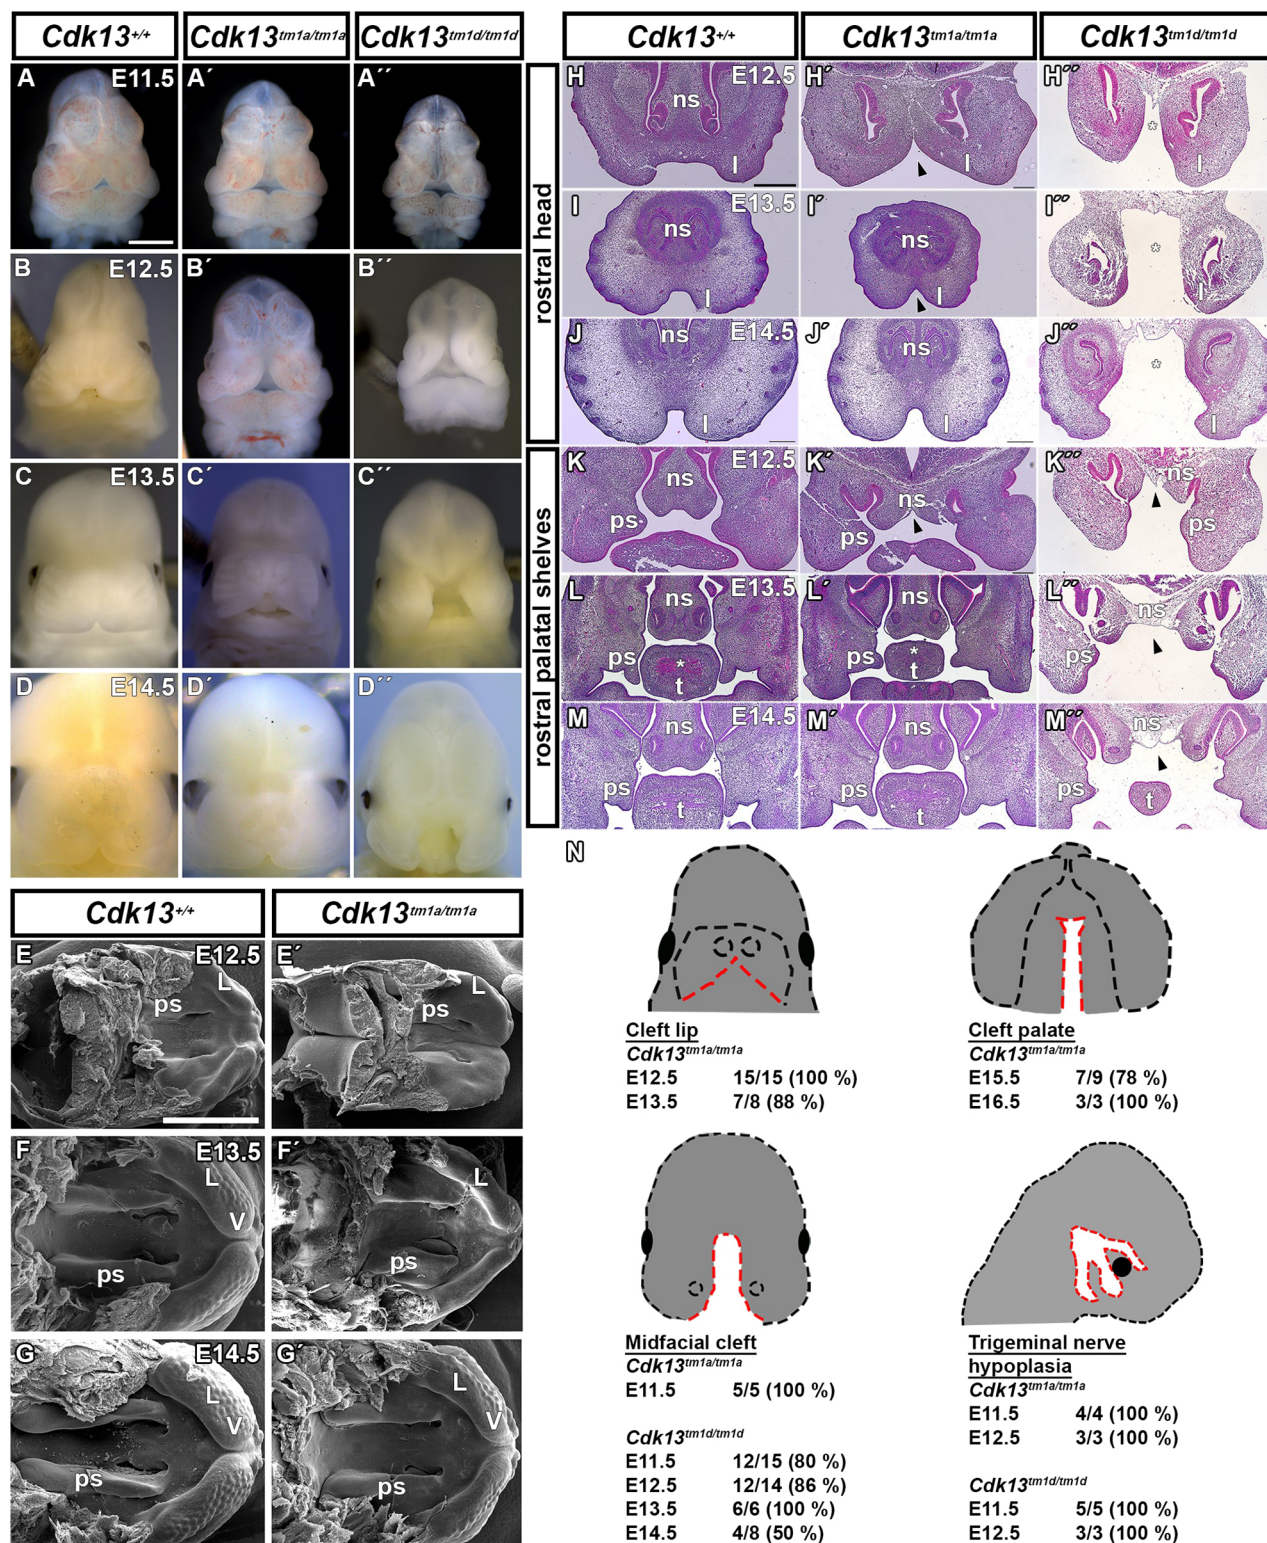 Cdk13+/+ Cdk13tm1a/tm1a Cdk13tm1d/tm1d
A E11.5 A´ A´´
B E12.5 B´ B´´
C E13.5 C´ C´´
D E14.5 D´ D´´
Cdk13+/+ Cdk13tm1a/tm1a
E E12.5 L ps E´ L ps
F E13.5 L V ps F´ L ps
G E14.5 L V ps G´ L V ps
Cdk13+/+ Cdk13tm1a/tm1a Cdk13tm1d/tm1d
rostral head
H E12.5 ns l H´ l H´´ * l
I E13.5 ns l I´ ns l I´´ * l
J E14.5 ns l J´ ns l J´´ * l
rostral palatal shelves
K E12.5 ns ps K´ ns ps K´´ ns ps
L E13.5 ns ps * t L´ ns ps * t L´´ ns ps
M E14.5 ns ps t M´ ns ps t M´´ ns ps t
N
Cleft lip
Cdk13tm1a/tm1a
E12.5 15/15 (100 %)
E13.5 7/8 (88 %)
Cleft palate
Cdk13tm1a/tm1a
E15.5 7/9 (78 %)
E16.5 3/3 (100 %)
Midfacial cleft
Cdk13tm1a/tm1a
E11.5 5/5 (100 %)
Cdk13tm1d/tm1d
E11.5 12/15 (80 %)
E12.5 12/14 (86 %)
E13.5 6/6 (100 %)
E14.5 4/8 (50 %)
Trigeminal nerve
hypoplasia
Cdk13tm1a/tm1a
E11.5 4/4 (100 %)
E12.5 3/3 (100 %)
Cdk13tm1d/tm1d
E11.5 5/5 (100 %)
E12.5 3/3 (100 %)